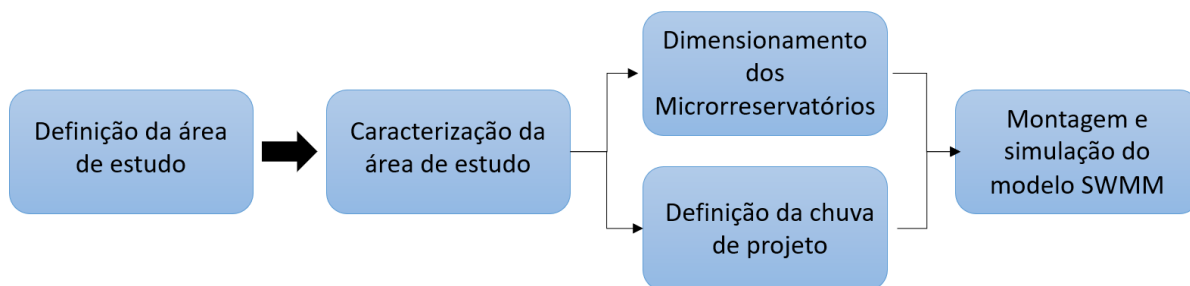 Definição da área
de estudo
Caracterização da
área de estudo
Dimensionamento
dos
Microrreservatórios
Definição da chuva
de projeto
Montagem e
simulação do
modelo SWMM